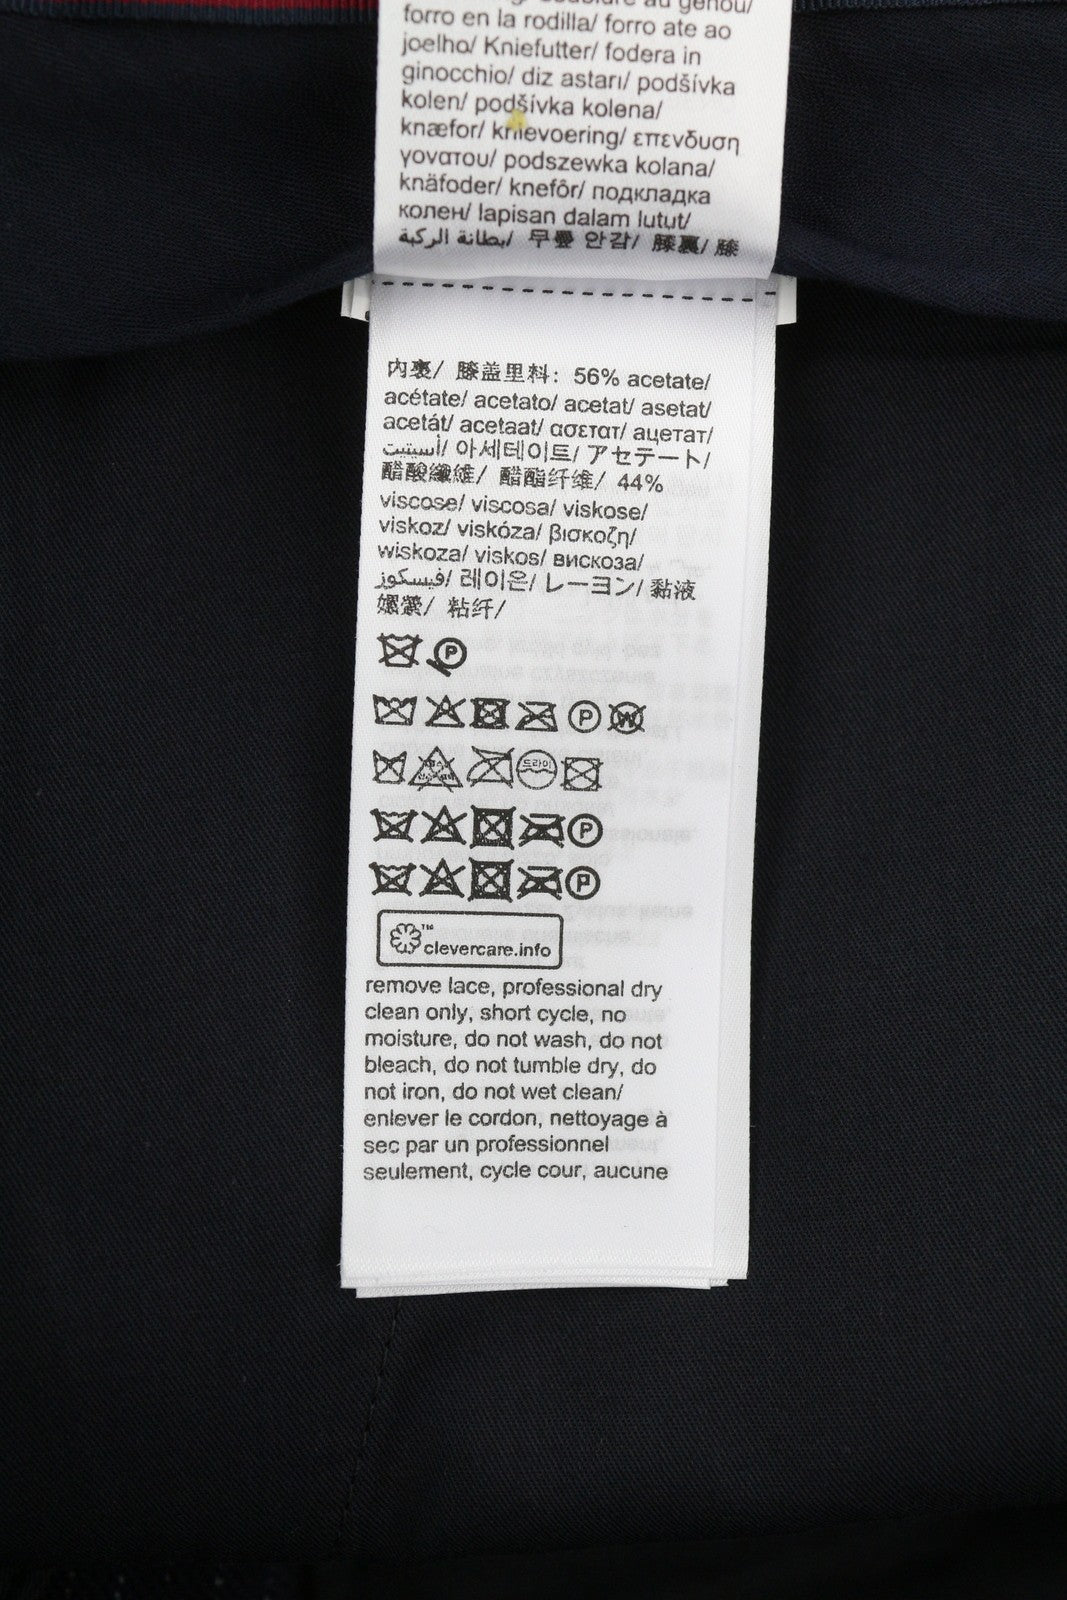 forro en la rodilla/ forro ate ao
joelho/ Kniefutter/ fodera in
ginocchio/ diz astarı/ podšívka
kolen/ podšívka kolena/
knæfor/ knievoering/ επενδυση
γονατου/ podszewka kolana/
knäfoder/ knefôr/ подкладка
колен/ lapisan dalam lutut/
بطانة الركبة/ 무릎 안감/ 膝裏/ 膝
內裏/ 膝盖里料: 56% acetate/
acétate/ acetato/ acetat/ asetat/
acetát/ acetaat/ ασετατ/ ацетат/
أسيتيت/ 아세테이트/ アセテート/
醋酸纖維/ 醋酯纤维/ 44%
viscose/ viscosa/ viskose/
viskoz/ viskóza/ βισκοζη/
wiskoza/ viskos/ вискоза/
فيسكوز/ 레이온/ レーヨン/ 黏液
嫘縈/ 粘纤/
P
P W
드라이
P
P
™ clevercare.info
remove lace, professional dry
clean only, short cycle, no
moisture, do not wash, do not
bleach, do not tumble dry, do
not iron, do not wet clean/
enlever le cordon, nettoyage à
sec par un professionnel
seulement, cycle cour, aucune